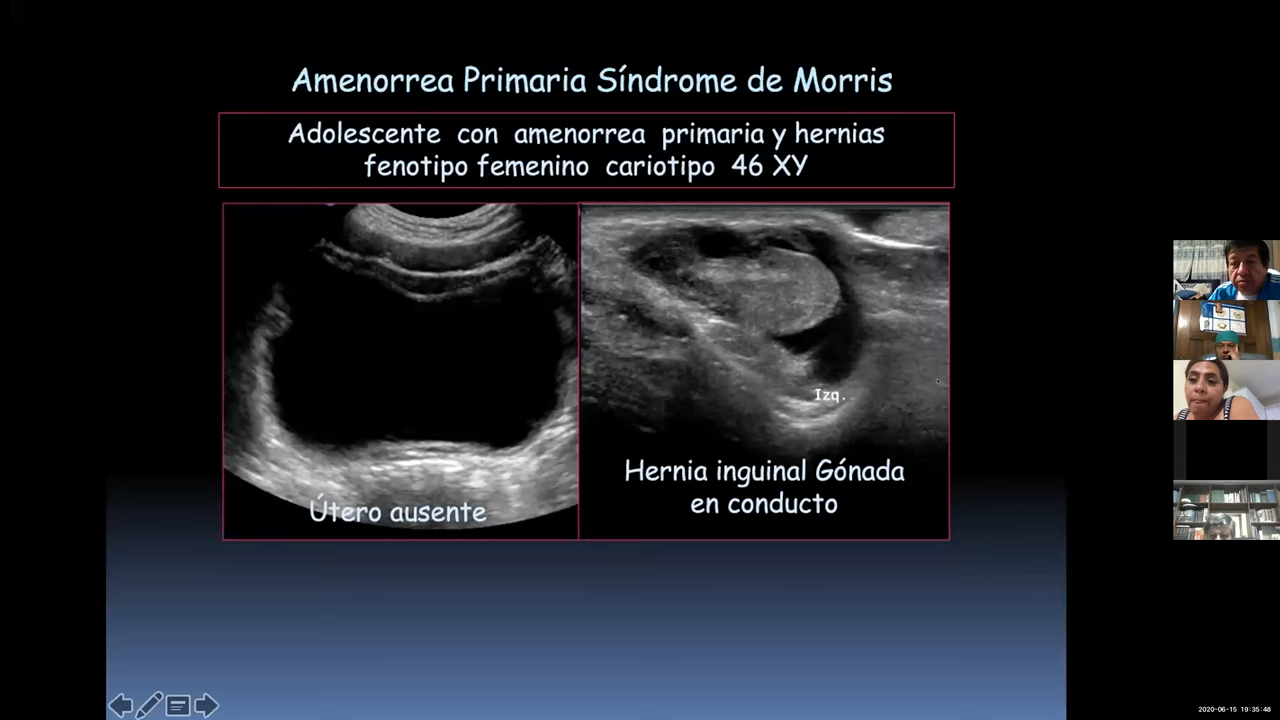 Amenorrea Primaria Síndrome de Morris
Adolescente con amenorrea primaria y hernias
fenotipo femenino cariotipo 46 XY
Útero ausente
Izq.
Hernia inguinal Gónada
en conducto
2020-06-15 19:35:48